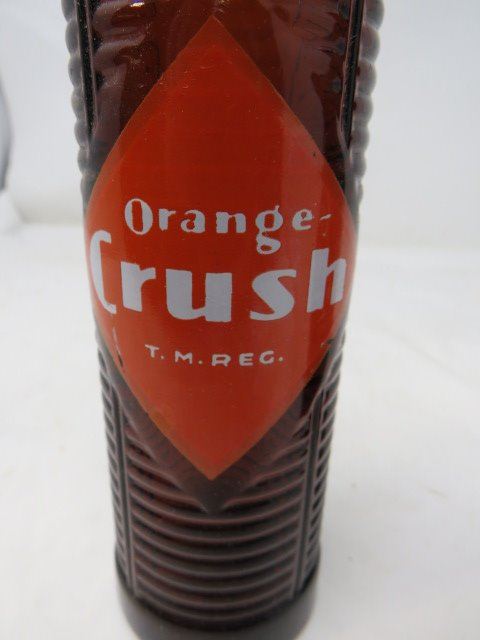 Orange-
Crush
T.M.REG.